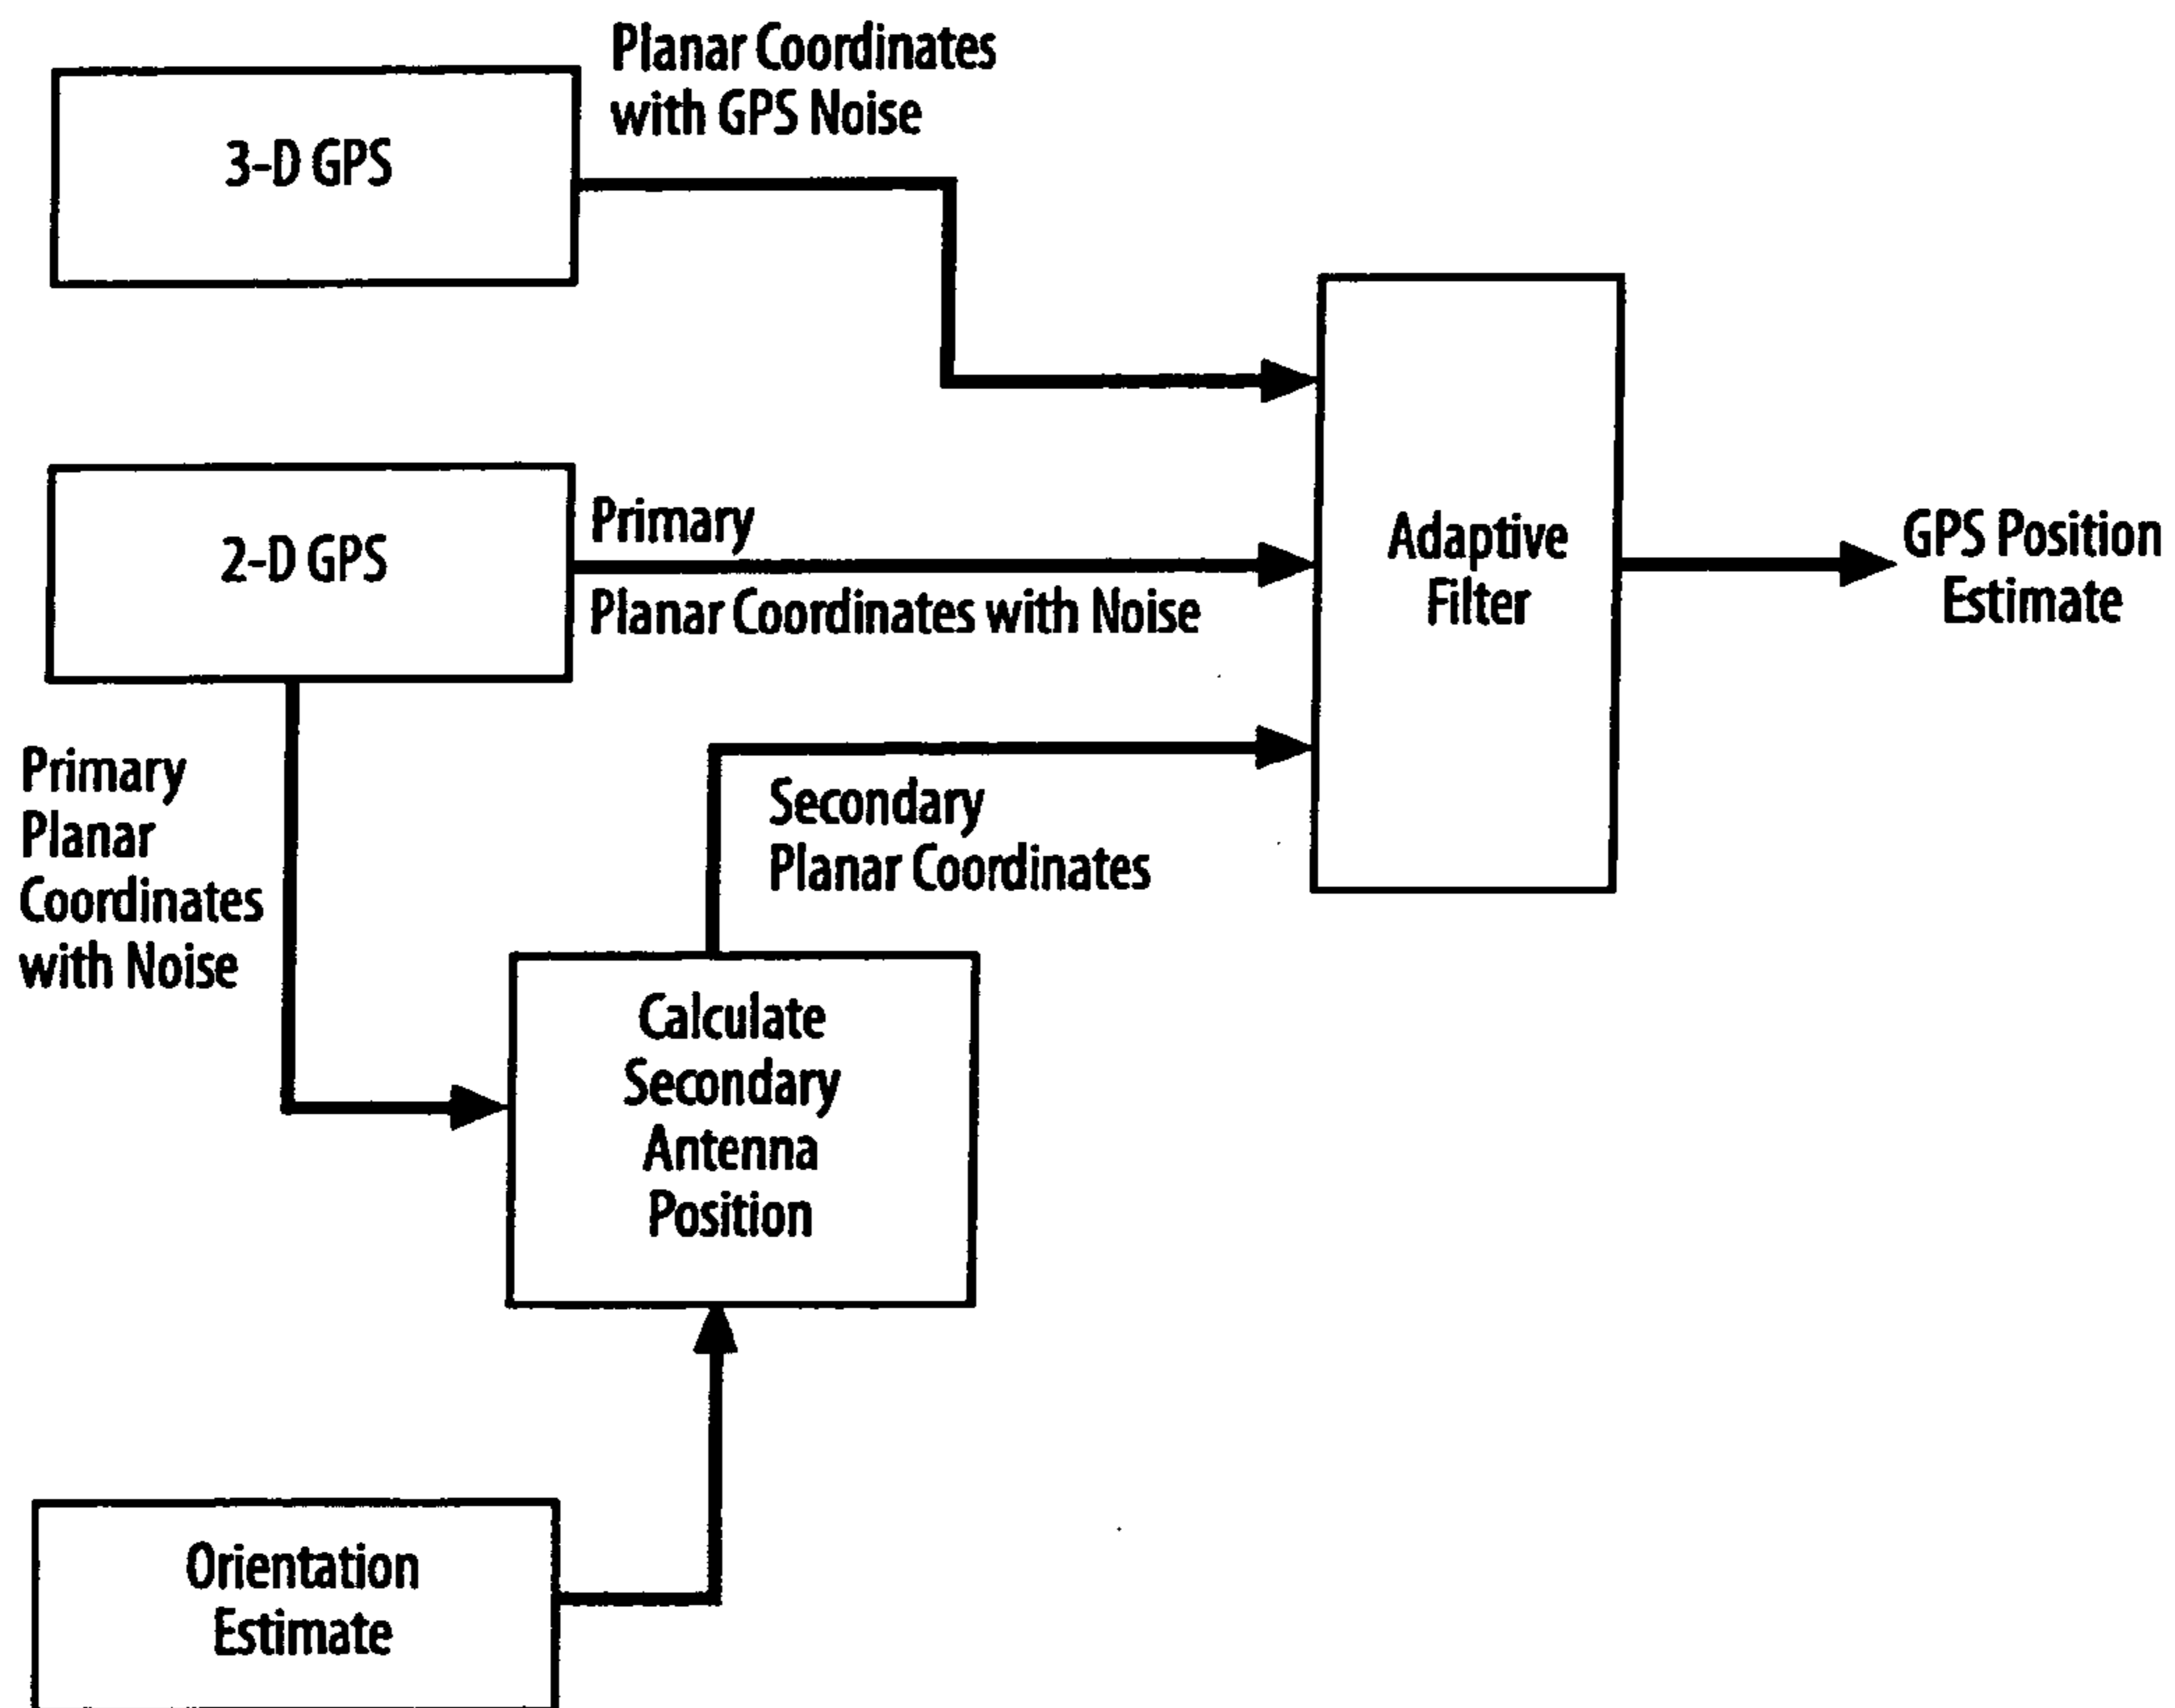 Planar Coordinates
with GPS Noise
3-D GPS
2-D GPS
Primary
Planar Coordinates with Noise
Adaptive
Filter
GPS Position
Estimate
Primary
Planar
Coordinates
with Noise
Secondary
Planar Coordinates
Calculate
Secondary
Antenna
Position
Orientation
Estimate